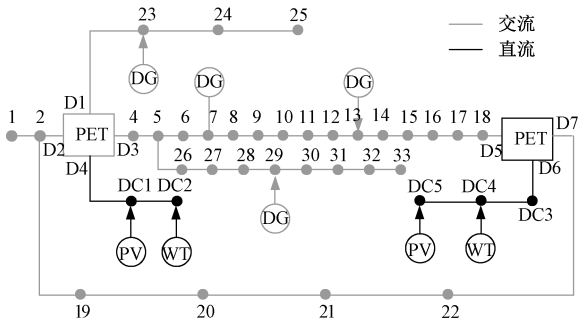 23 24 25
交流
直流
DG DG DG
D1
1 2 PET 4 5 6 7 8 9 10 11 12 13 14 15 16 17 18 PET D7
D2 D3 D5
D4 26 27 28 29 30 31 32 33 D6
DC1 DC2 DC5 DC4
DG DC3
PV WT PV WT
19 20 21 22